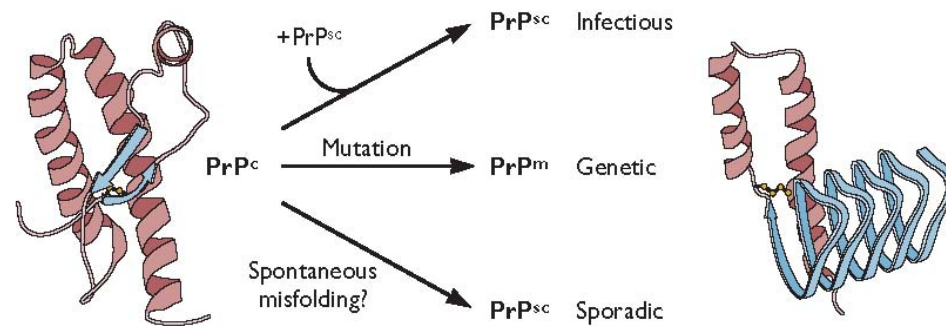 +PrPsc
PrPsc Infectious
PrPc
Mutation
PrPm Genetic
Spontaneous
misfolding?
PrPsc Sporadic